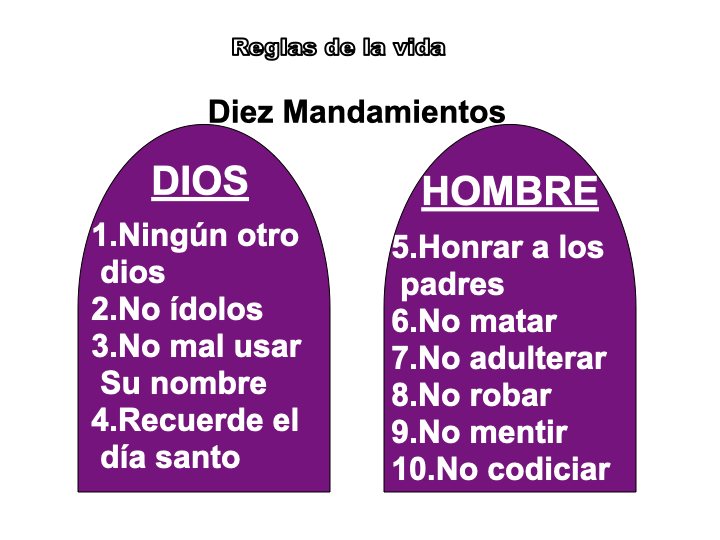 Reglas de la vida
Diez Mandamientos
DIOS
1.Ningún otro
dios
2.No ídolos
3.No mal usar
Su nombre
4.Recuerde el
día santo
HOMBRE
5.Honrar a los
padres
6.No matar
7.No adulterar
8.No robar
9.No mentir
10.No codiciar